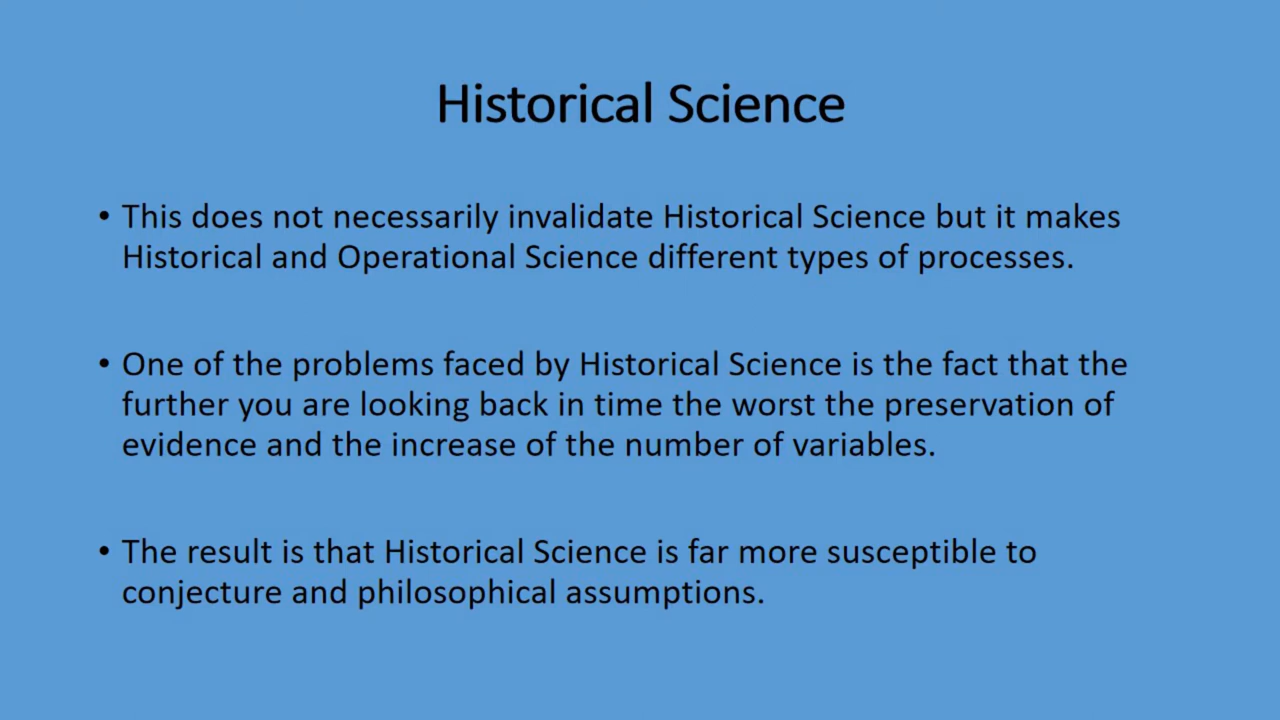 Historical Science
• This does not necessarily invalidate Historical Science but it makes
Historical and Operational Science different types of processes.
• One of the problems faced by Historical Science is the fact that the
further you are looking back in time the worst the preservation of
evidence and the increase of the number of variables.
• The result is that Historical Science is far more susceptible to
conjecture and philosophical assumptions.